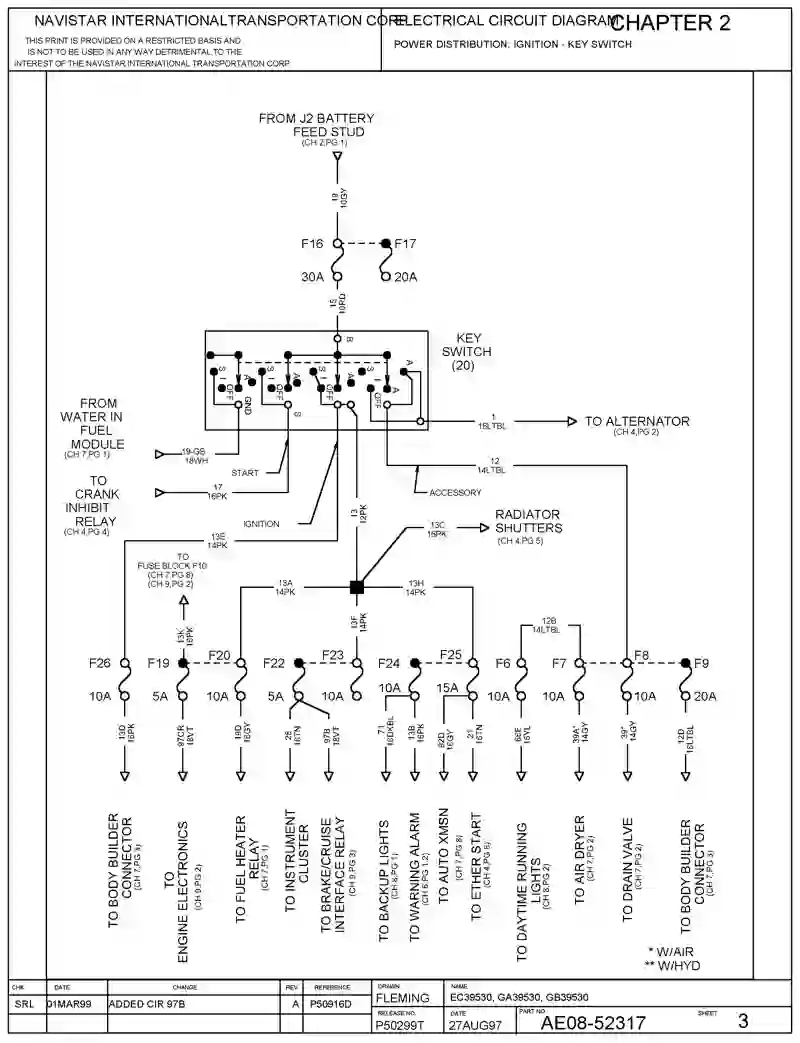 NAVISTAR INTERNATIONALTRANSPORTATION CORP
THIS PRINT IS PROVIDED ON A RESTRICTED BASIS AND
IS NOT TO BE USED IN ANY WAY DETRIMENTAL TO THE
INTEREST OF THE NAVISTAR INTERNATIONAL TRANSPORTATION CORP
ELECTRICAL CIRCUIT DIAGRAM
CHAPTER 2
POWER DISTRIBUTION: IGNITION - KEY SWITCH
FROM J2 BATTERY
FEED STUD
(CH 2,PG 1)
10GY
F16
F17
30A
20A
15
10RD
B
KEY
SWITCH
(20)
S I A
S I A
S I A
I A
OFF OFF OFF OFF
GND
S
A
FROM
WATER IN
FUEL
MODULE
(CH 7,PG 1)
19-GB
18WH
1
16LTBL
TO ALTERNATOR
(CH 4,PG 2)
START
12
14LTBL
TO
CRANK
INHIBIT
RELAY
(CH 4,PG 4)
17
16PK
ACCESSORY
IGNITION
13
12PK
13C
16PK
RADIATOR
SHUTTERS
(CH 4,PG 5)
13E
14PK
TO
FUSE BLOCK F10
(CH 7,PG 8)
(CH 9,PG 2)
13A
14PK
13H
14PK
13K
16PK
13F
14PK
12B
14LTBL
F26 F19 F20 F22 F23 F24 F25 F6 F7 F8 F9
10A 5A 10A 5A 10A 10A 15A 10A 10A 10A 20A
13D
16PK
97CR
18VT
19D
16GY
28
16TN
97B
18VT
71
16DKBL
13B
16PK
92D
16GY
21
16TN
68E
16YL
39A*
14GY
39*
14GY
12D
16LTBL
TO BODY BUILDER
CONNECTOR
(CH 7,PG 3)
TO
ENGINE ELECTRONICS
(CH 9,PG 2)
TO FUEL HEATER
RELAY
(CH 7,PG 1)
TO INSTRUMENT
CLUSTER
TO BRAKE/CRUISE
INTERFACE RELAY
(CH 9,PG 3)
TO BACKUP LIGHTS
(CH 8,PG 1)
TO WARNING ALARM
(CH 6,PG 1,2)
TO AUTO XMSN
(CH 7,PG 8)
TO ETHER START
(CH 4,PG 5)
TO DAYTIME RUNNING
LIGHTS
(CH 8,PG 2)
TO AIR DRYER
(CH 7,PG 2)
TO DRAIN VALVE
(CH 7,PG 2)
TO BODY BUILDER
CONNECTOR
(CH 7,PG 3)
* W/AIR
** W/HYD
CHK DATE CHANGE REV REFERENCE
SRL 01MAR99 ADDED CIR 97B A P50916D
DRAWN
FLEMING
NAME
EC39530, GA39530, GB39530
RELEASE NO.
P50299T
DATE
27AUG97
PART NO.
AE08-52317
SHEET
3